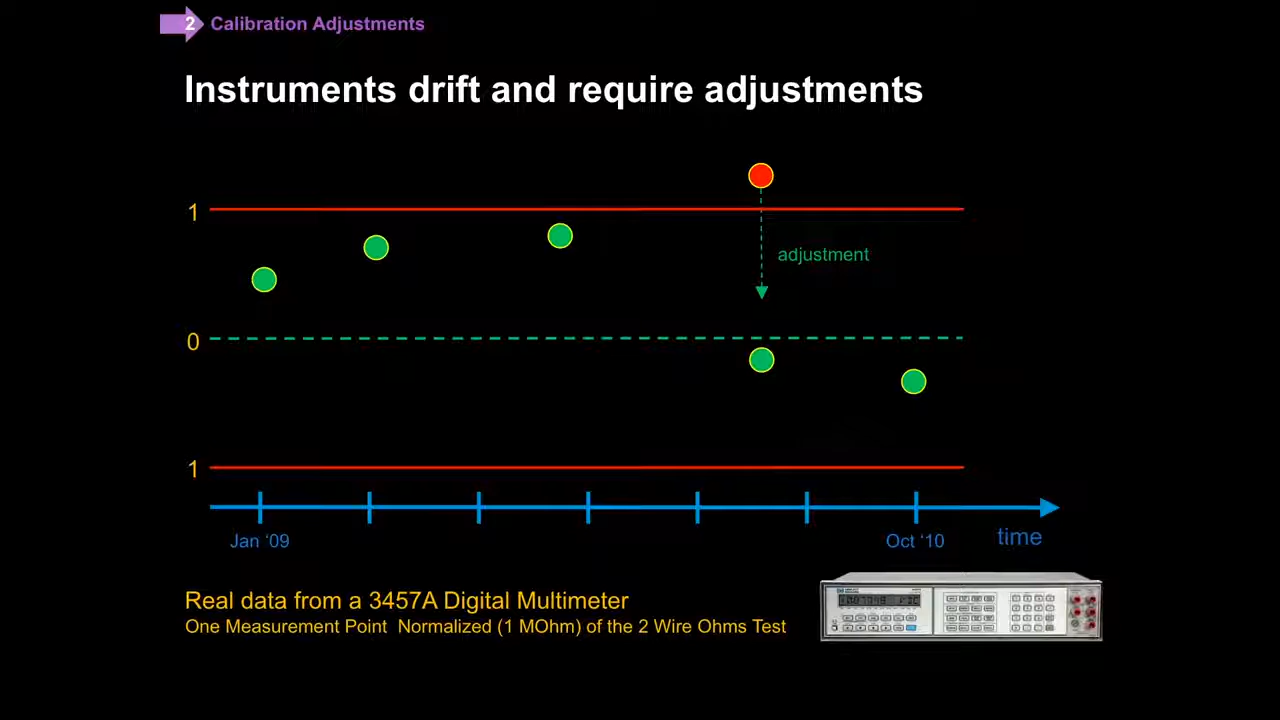 2 Calibration Adjustments
Instruments drift and require adjustments
1
adjustment
0
1
Jan ‘09
Oct ‘10
time
Real data from a 3457A Digital Multimeter
One Measurement Point Normalized (1 MOhm) of the 2 Wire Ohms Test